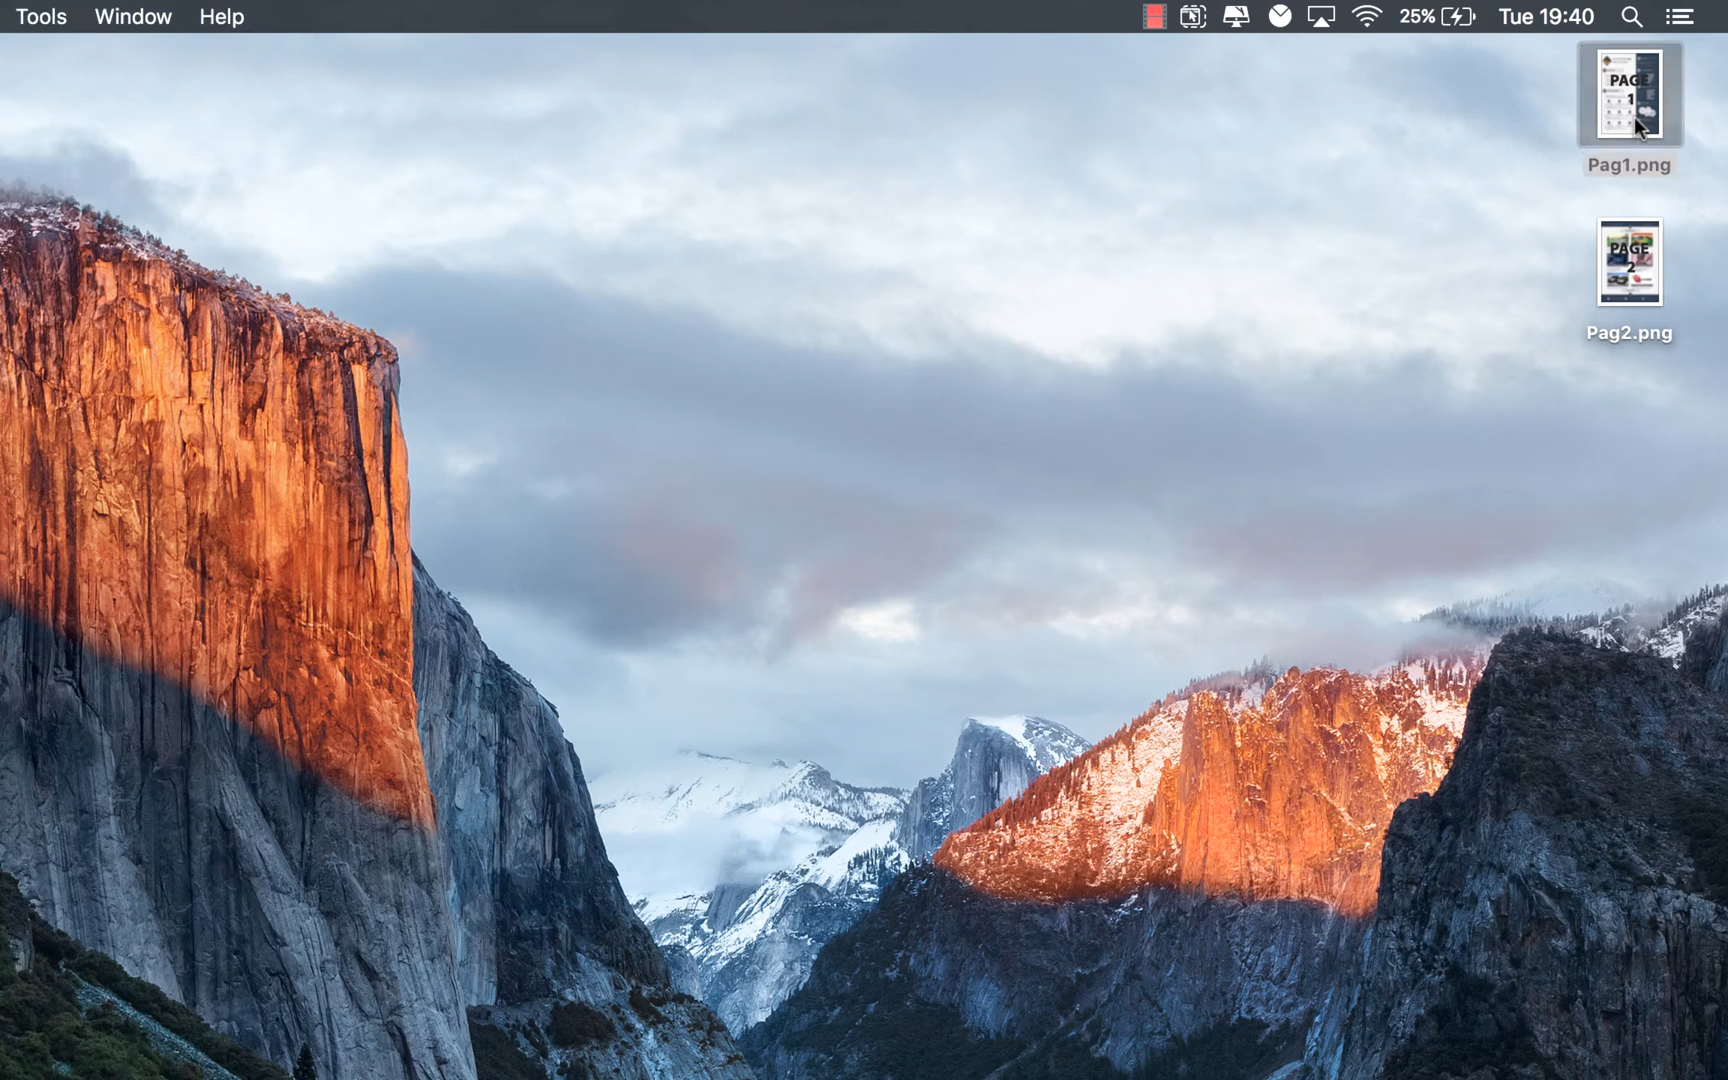 Tools Window Help 25% Tue 19:40
PAGE
1
Pag1.png
PAGE
2
Pag2.png